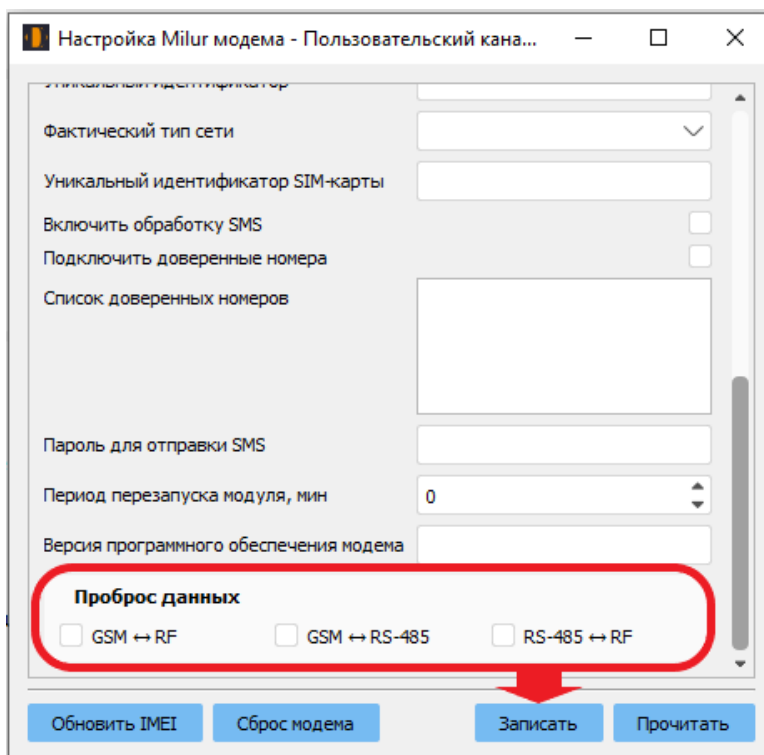 Настройка Milur модема - Пользовательский кана...
Уникальный идентификатор
Фактический тип сети
Уникальный идентификатор SIM-карты
Включить обработку SMS
Подключить доверенные номера
Список доверенных номеров
Пароль для отправки SMS
Период перезапуска модуля, мин 0
Версия программного обеспечения модема
Проброс данных
GSM ↔ RF GSM ↔ RS-485 RS-485 ↔ RF
Обновить IMEI Сброс модема Записать Прочитать